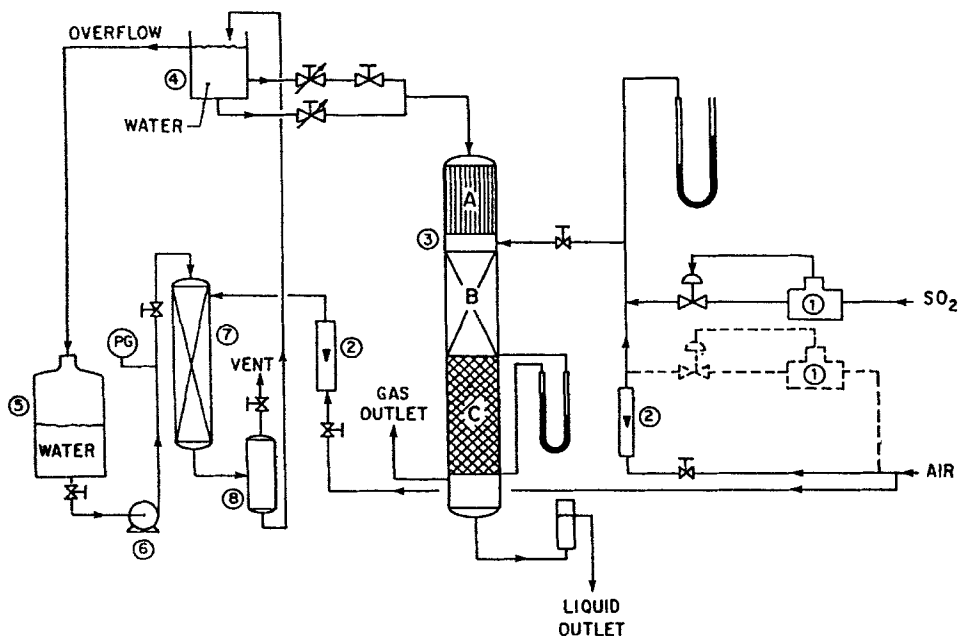 OVERFLOW
④
WATER
A
③
B
C
①
SO₂
①
②
AIR
PG
⑦
②
VENT
GAS
OUTLET
⑤
WATER
⑧
⑥
LIQUID
OUTLET